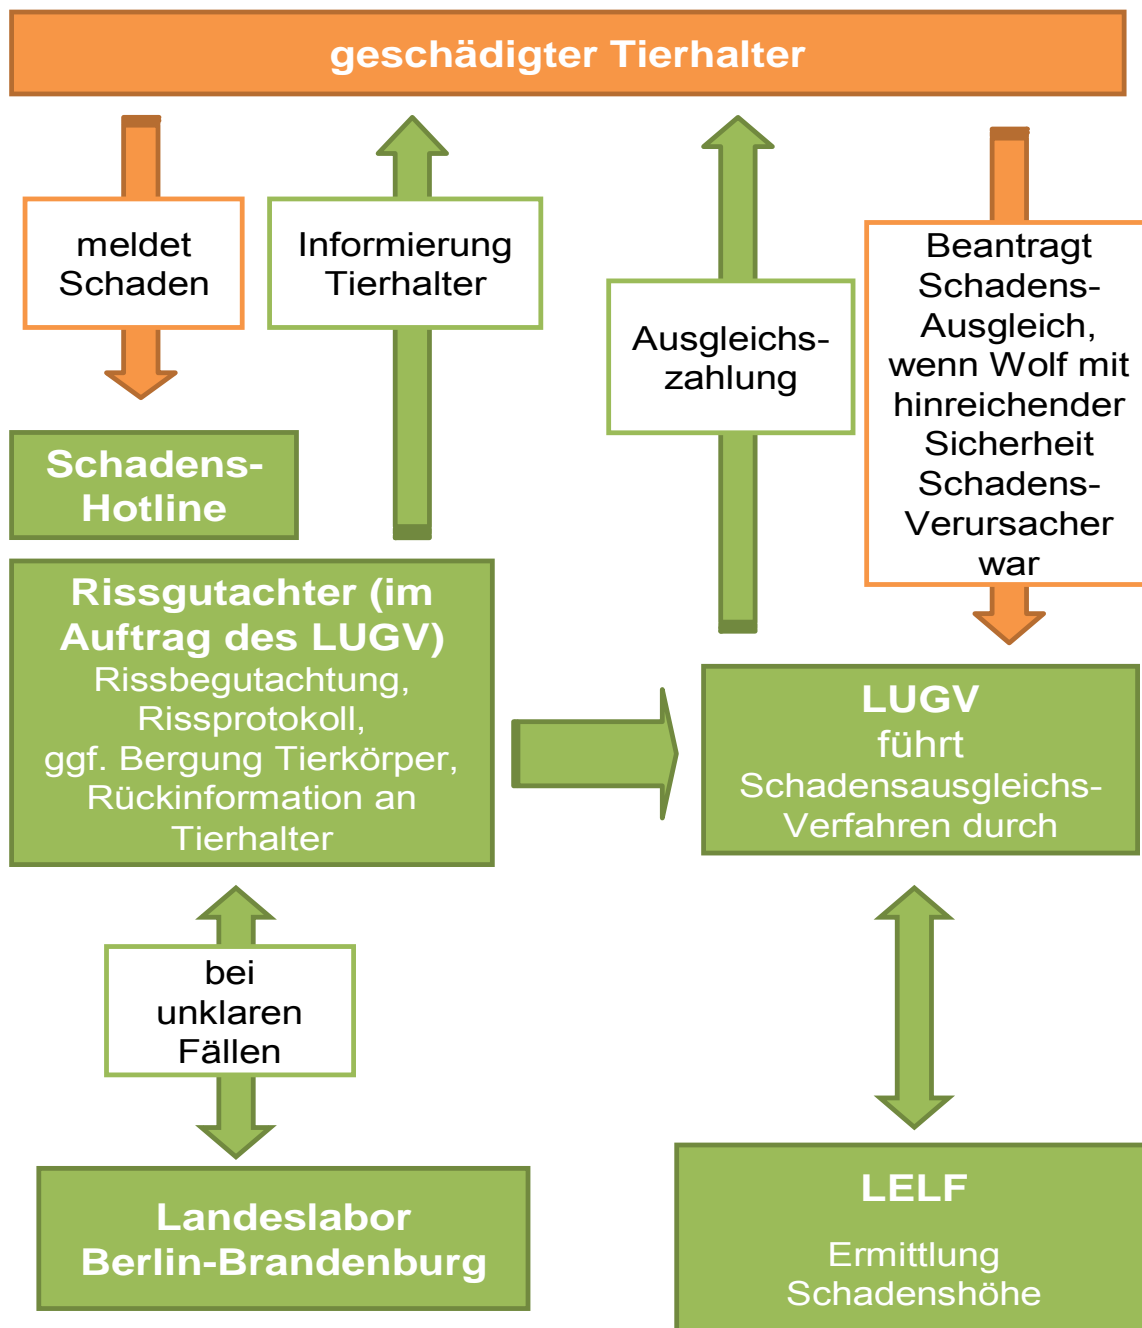 geschädigter Tierhalter
meldet
Schaden
Informierung
Tierhalter
Ausgleichs-
zahlung
Beantragt
Schadens-
Ausgleich,
wenn Wolf mit
hinreichender
Sicherheit
Schadens-
Verursacher
war
Schadens-
Hotline
Rissgutachter (im
Auftrag des LUGV)
Rissbegutachtung,
Rissprotokoll,
ggf. Bergung Tierkörper,
Rückinformation an
Tierhalter
LUGV
führt
Schadensausgleichs-
Verfahren durch
bei
unklaren
Fällen
Landeslabor
Berlin-Brandenburg
LELF
Ermittlung
Schadenshöhe